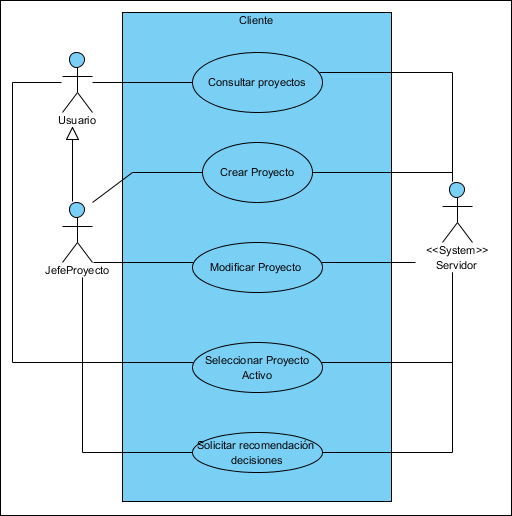 Cliente
Consultar proyectos
Usuario
Crear Proyecto
<<System>>
Servidor
JefeProyecto
Modificar Proyecto
Seleccionar Proyecto
Activo
Solicitar recomendación
decisiones